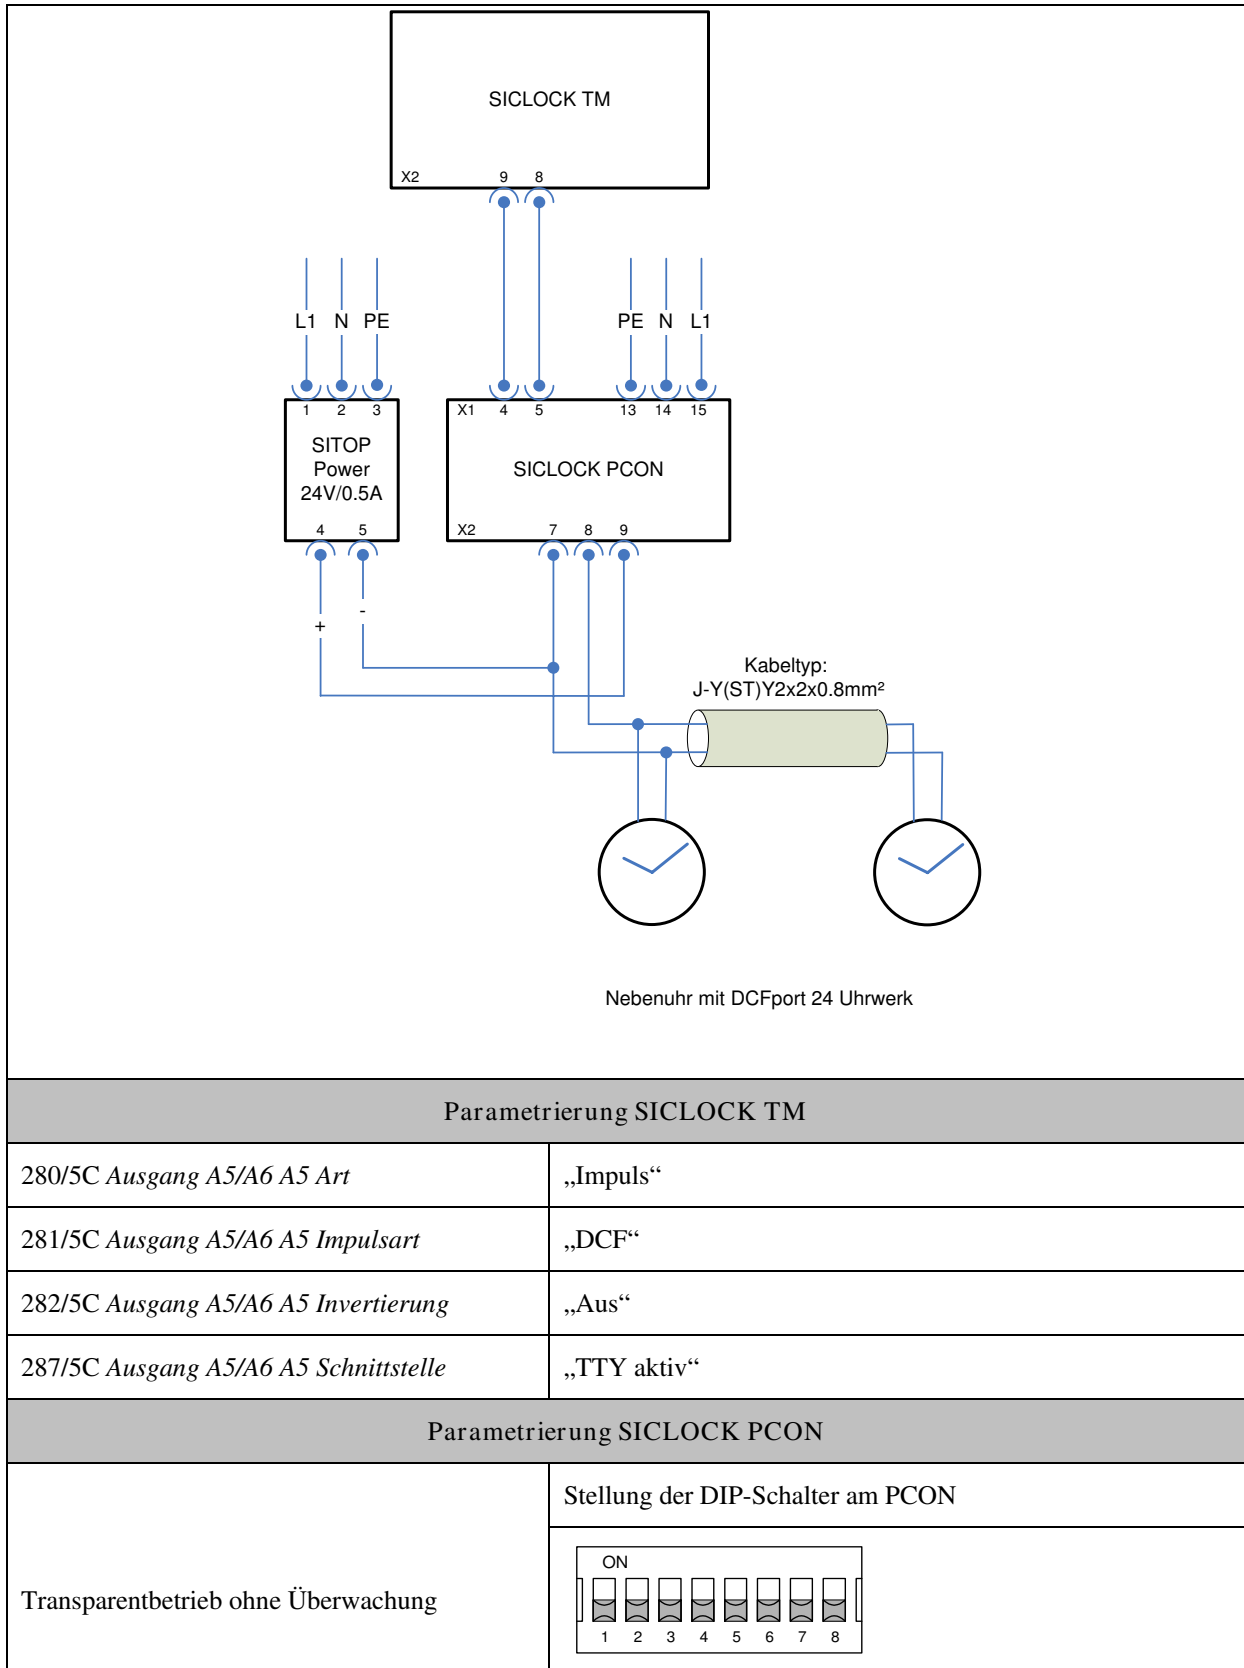 SICLOCK TM
X2 9 8
L1 N PE PE N L1
1 2 3 X1 4 5 13 14 15
SITOP
Power
24V/0.5A
SICLOCK PCON
4 5 X2 7 8 9
-
+
Kabeltyp:
J-Y(ST)Y2x2x0.8mm²
Nebenuhr mit DCFport 24 Uhrwerk
Parametrierung SICLOCK TM
280/5C Ausgang A5/A6 A5 Art „Impuls“
281/5C Ausgang A5/A6 A5 Impulsart „DCF“
282/5C Ausgang A5/A6 A5 Invertierung „Aus“
287/5C Ausgang A5/A6 A5 Schnittstelle „TTY aktiv“
Parametrierung SICLOCK PCON
Stellung der DIP-Schalter am PCON
Transparentbetrieb ohne Überwachung
ON
1 2 3 4 5 6 7 8